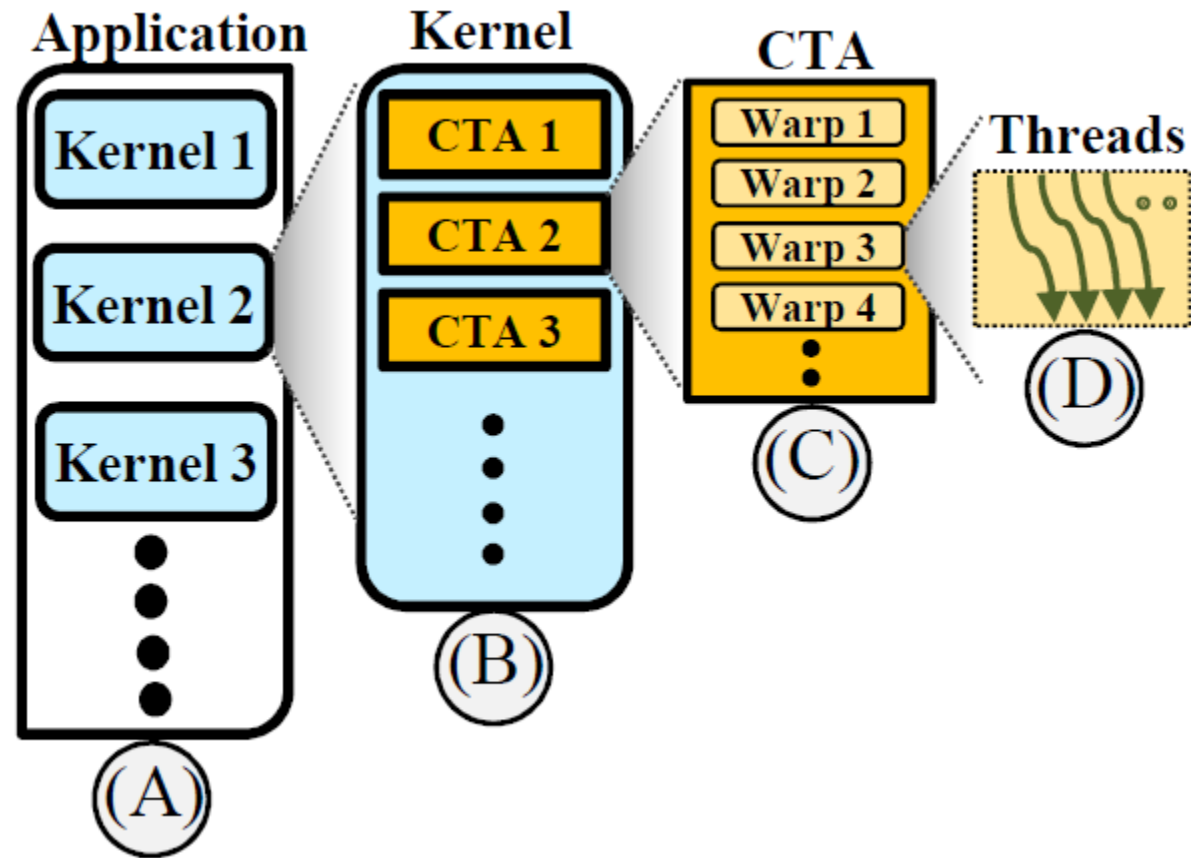 Application
Kernel 1
Kernel 2
Kernel 3
(A)
Kernel
CTA 1
CTA 2
CTA 3
(B)
CTA
Warp 1
Warp 2
Warp 3
Warp 4
(C)
Threads
(D)